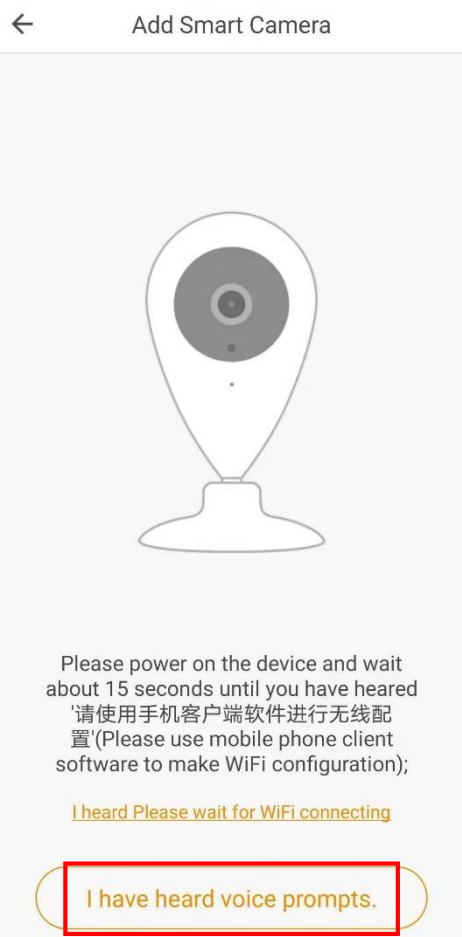 Add Smart Camera
Please power on the device and wait
about 15 seconds until you have heared
'请使用手机客户端软件进行无线配
置'(Please use mobile phone client
software to make WiFi configuration);
I heard Please wait for WiFi connecting
I have heard voice prompts.